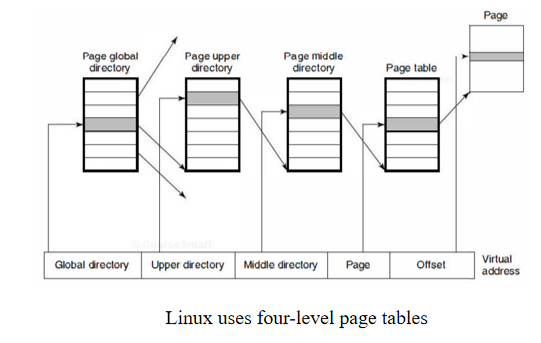 Page
Page global
directory
Page upper
directory
Page middle
directory
Page table
Global directory
Upper directory
Middle directory
Page
Offset
Virtual
address
Linux uses four-level page tables